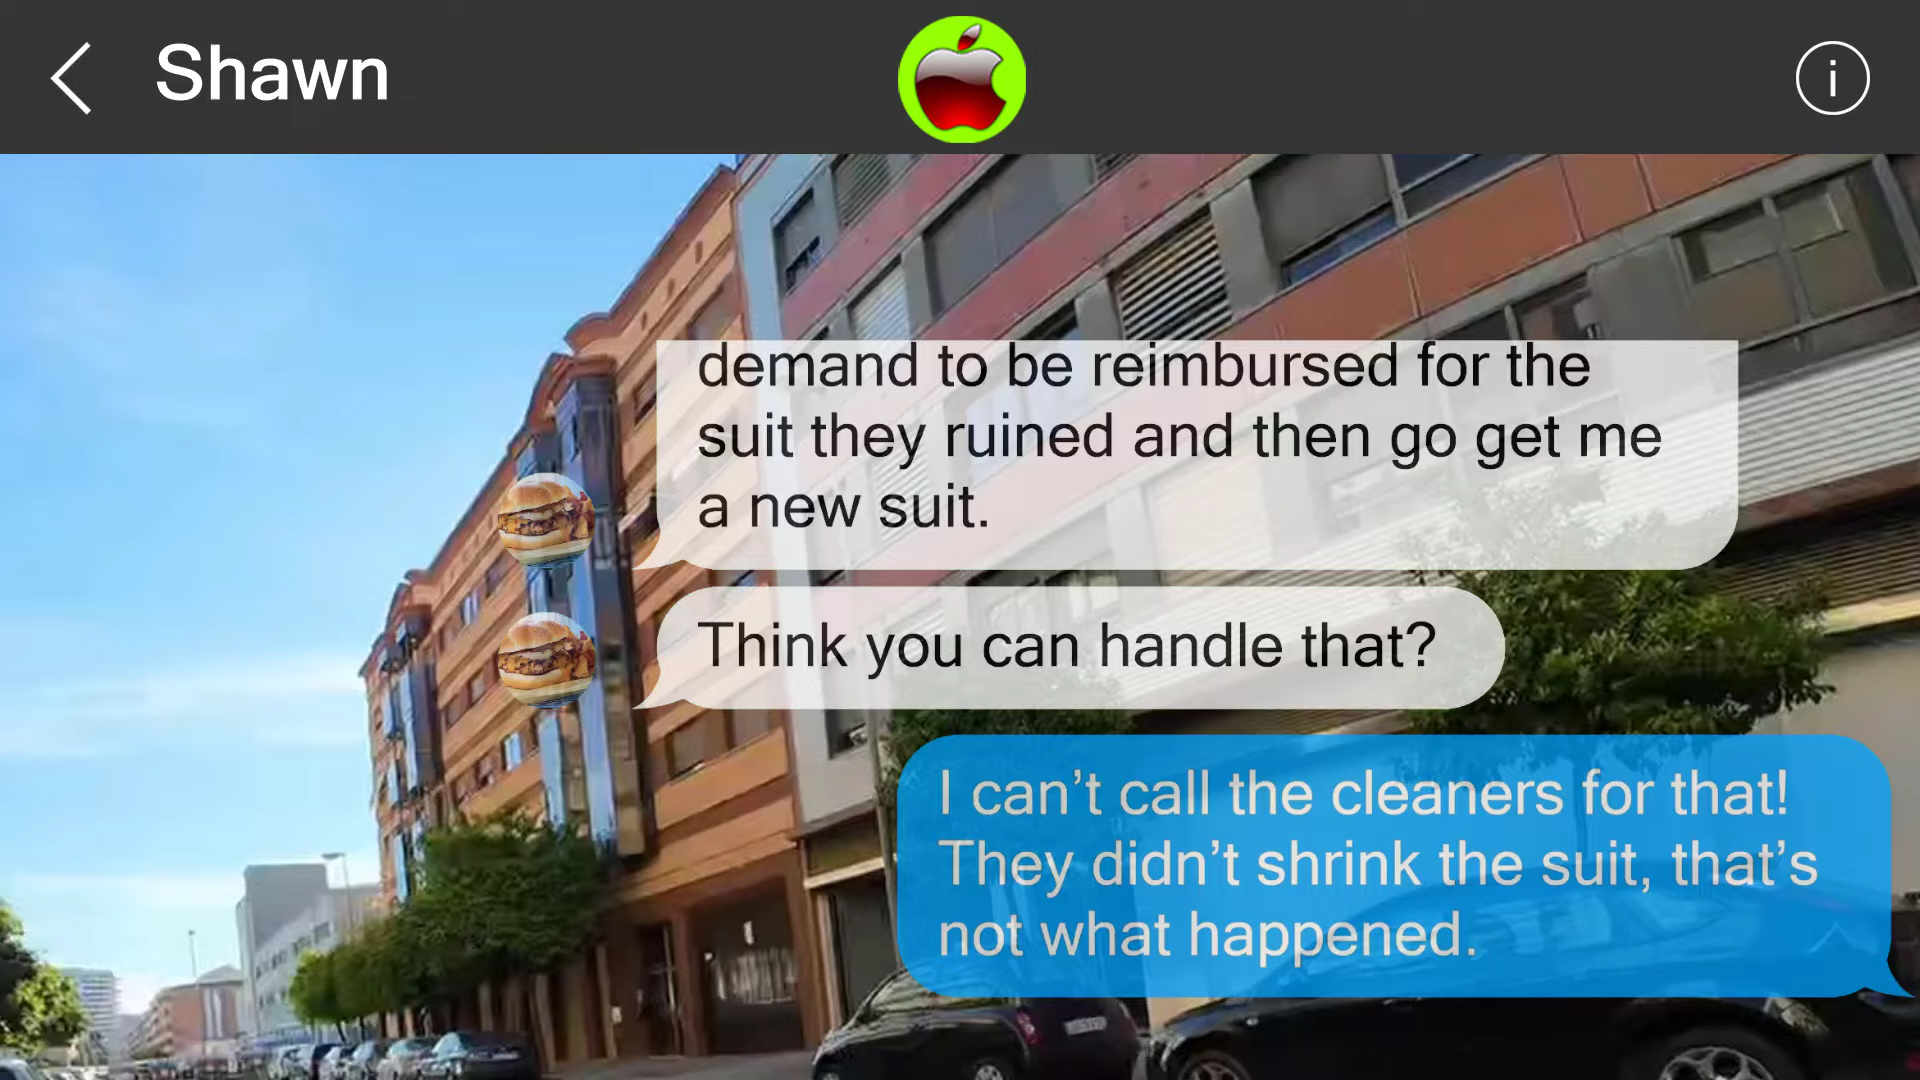 Shawn
i
demand to be reimbursed for the
suit they ruined and then go get me
a new suit.
Think you can handle that?
I can’t call the cleaners for that!
They didn’t shrink the suit, that’s
not what happened.